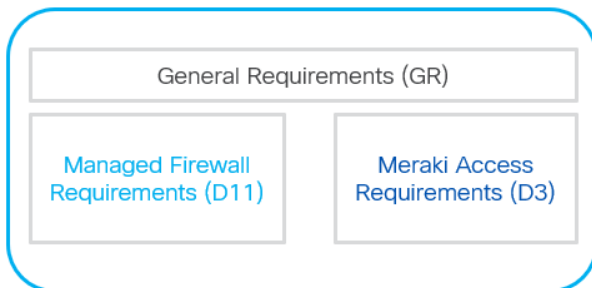 General Requirements (GR)
Managed Firewall
Requirements (D11)
Meraki Access
Requirements (D3)